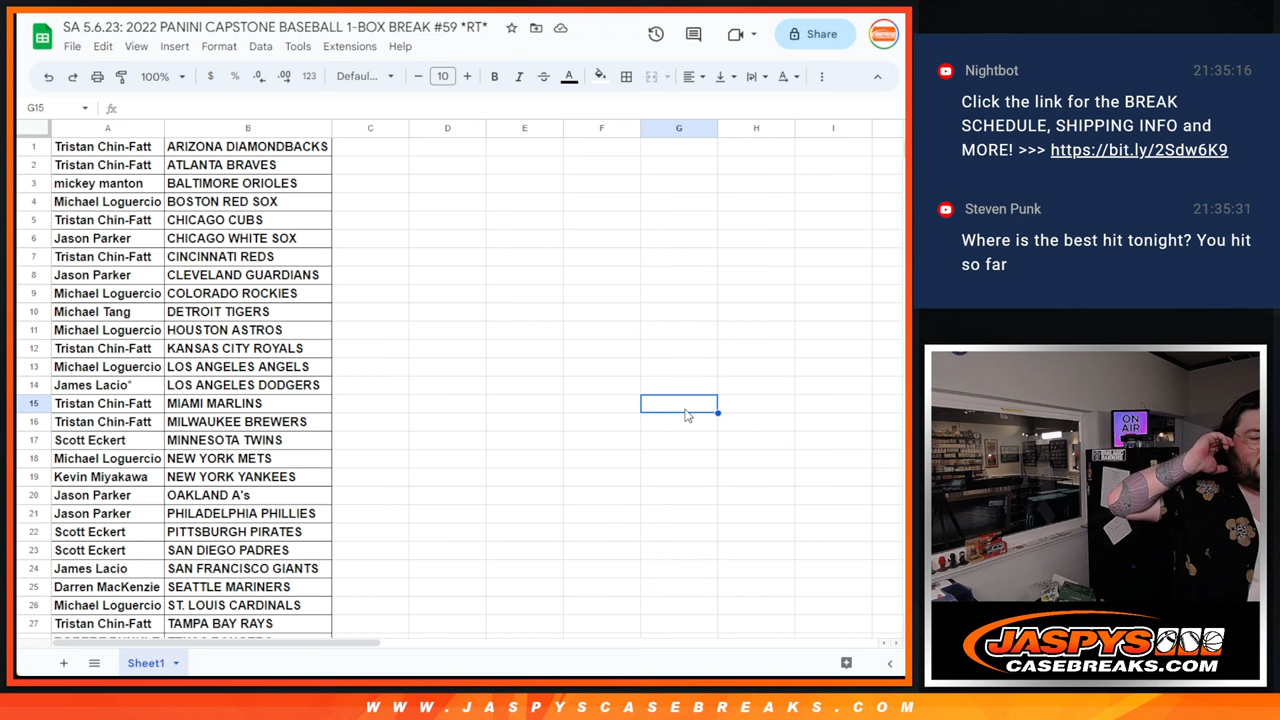 SA 5.6.23: 2022 PANINI CAPSTONE BASEBALL 1-BOX BREAK #59 *RT*
File Edit View Insert Format Data Tools Extensions Help
Share
100% $ % .0 .00 123 Defaul... 10 B I A
G15 fx
A B C D E F G H I
1 Tristan Chin-Fatt ARIZONA DIAMONDBACKS
2 Tristan Chin-Fatt ATLANTA BRAVES
3 mickey manton BALTIMORE ORIOLES
4 Michael Loguercio BOSTON RED SOX
5 Tristan Chin-Fatt CHICAGO CUBS
6 Jason Parker CHICAGO WHITE SOX
7 Tristan Chin-Fatt CINCINNATI REDS
8 Jason Parker CLEVELAND GUARDIANS
9 Michael Loguercio COLORADO ROCKIES
10 Michael Tang DETROIT TIGERS
11 Michael Loguercio HOUSTON ASTROS
12 Tristan Chin-Fatt KANSAS CITY ROYALS
13 Michael Loguercio LOS ANGELES ANGELS
14 James Lacio^ LOS ANGELES DODGERS
15 Tristan Chin-Fatt MIAMI MARLINS
16 Tristan Chin-Fatt MILWAUKEE BREWERS
17 Scott Eckert MINNESOTA TWINS
18 Michael Loguercio NEW YORK METS
19 Kevin Miyakawa NEW YORK YANKEES
20 Jason Parker OAKLAND A's
21 Jason Parker PHILADELPHIA PHILLIES
22 Scott Eckert PITTSBURGH PIRATES
23 Scott Eckert SAN DIEGO PADRES
24 James Lacio SAN FRANCISCO GIANTS
25 Darren MacKenzie SEATTLE MARINERS
26 Michael Loguercio ST. LOUIS CARDINALS
27 Tristan Chin-Fatt TAMPA BAY RAYS
Sheet1
Nightbot 21:35:16
Click the link for the BREAK
SCHEDULE, SHIPPING INFO and
MORE! >>> https://bit.ly/2Sdw6K9
Steven Punk 21:35:31
Where is the best hit tonight? You hit
so far
ON
AIR
JASPYS
CASEBREAKS.COM
WWW.JASPYSCASEBREAKS.COM